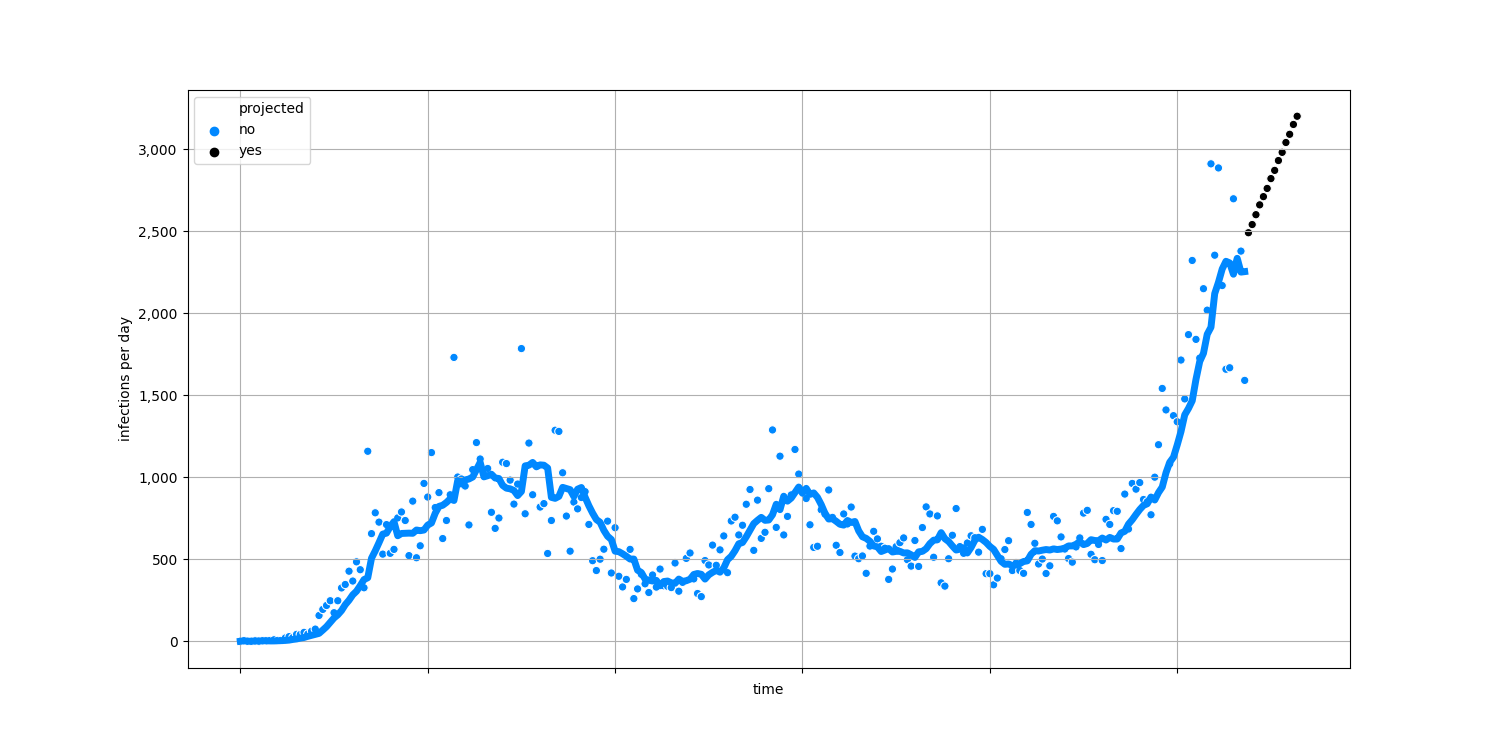 projected
no
yes
3,000
2,500
2,000
1,500
1,000
500
0
infections per day
time